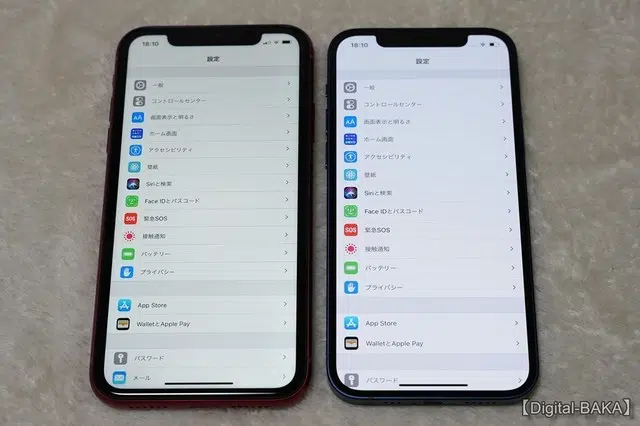 18:10
設定
一般
コントロールセンター
画面表示と明るさ
ホーム画面
アクセシビリティ
壁紙
Siriと検索
Face IDとパスコード
SOS
緊急SOS
接触通知
バッテリー
プライバシー
App Store
WalletとApple Pay
パスワード
メール
18:10
設定
一般
コントロールセンター
AA
画面表示と明るさ
ホーム画面
アクセシビリティ
壁紙
Siriと検索
Face IDとパスコード
SOS
緊急SOS
接触通知
バッテリー
プライバシー
App Store
WalletとApple Pay
パスワード
【Digital-BAKA】